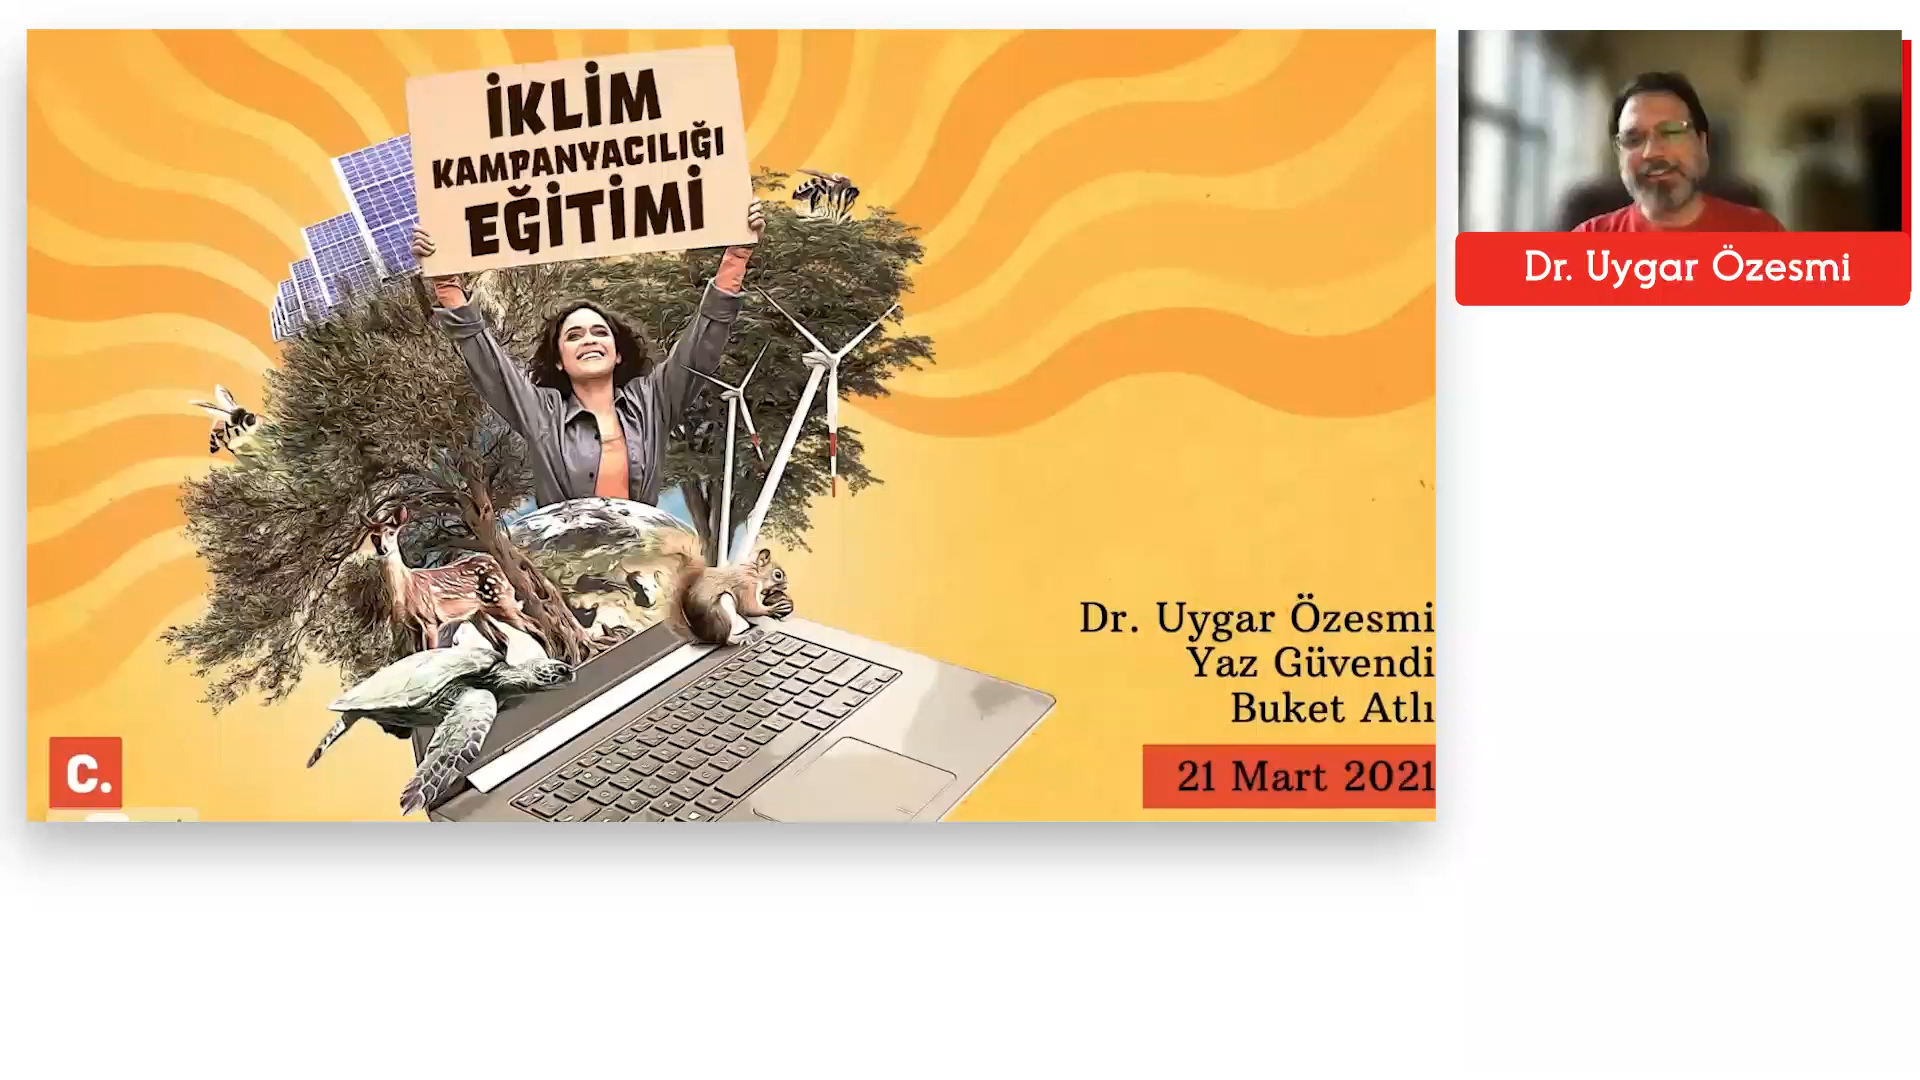 İKLİM
KAMPANYACILIĞI
EĞİTİMİ
Dr. Uygar Özesmi
Yaz Güvendi
Buket Atlı
21 Mart 2021
C.
Dr. Uygar Özesmi